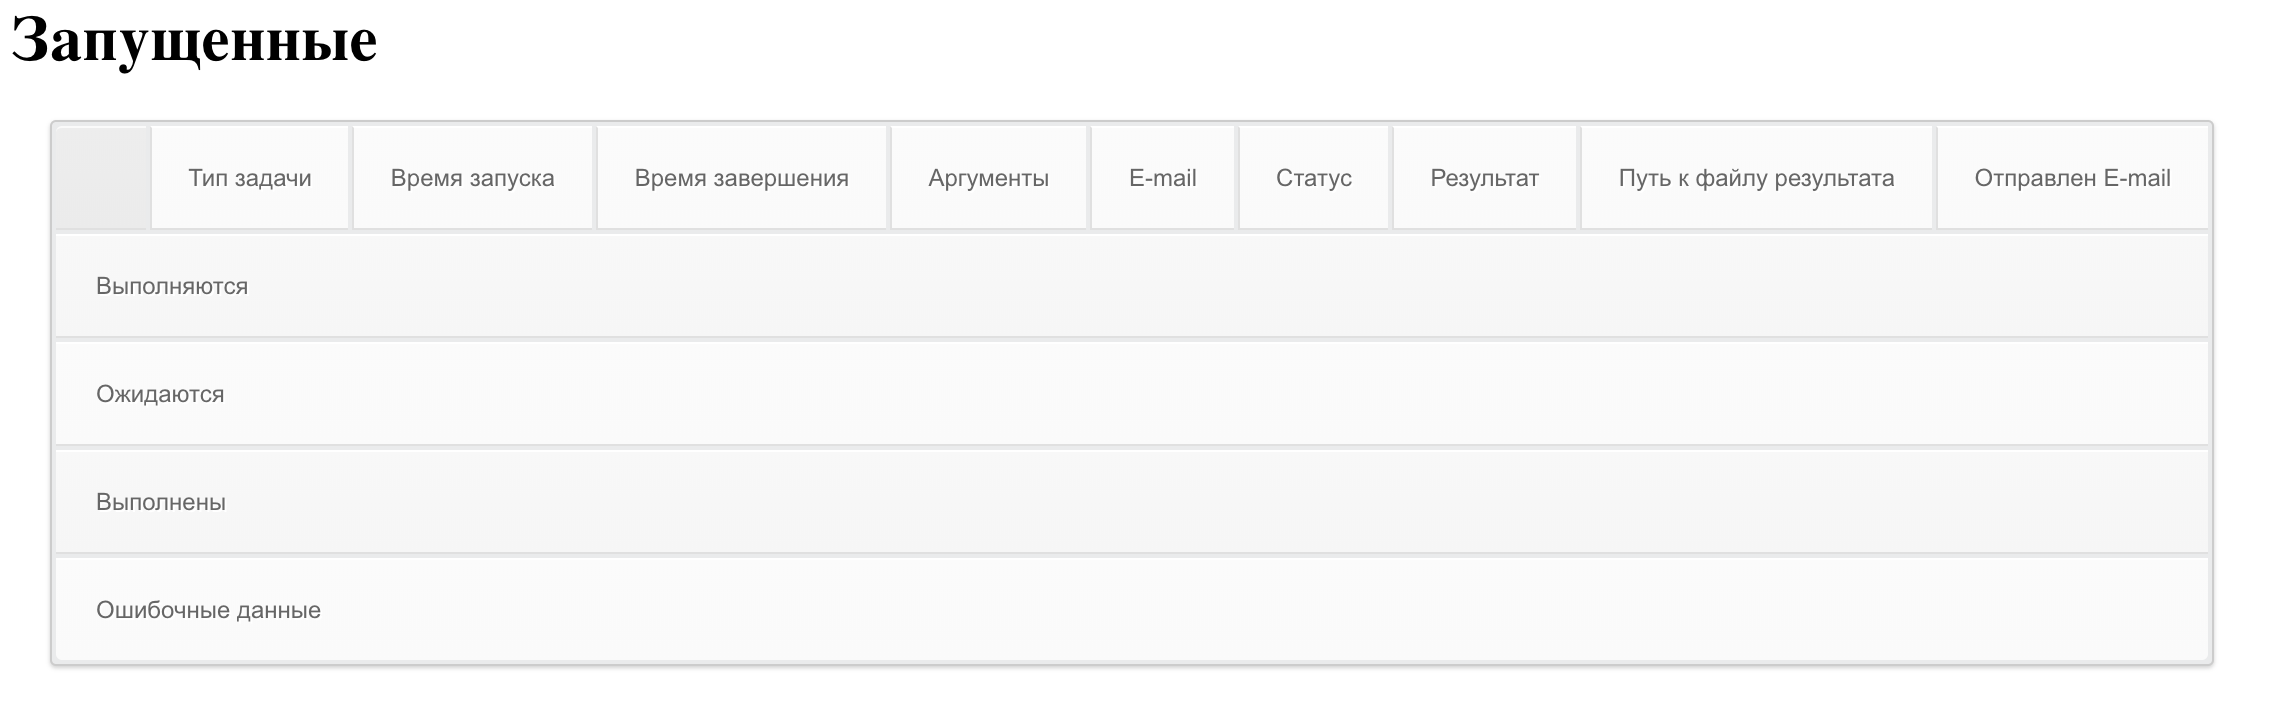 Запущенные
Тип задачи Время запуска Время завершения Аргументы E-mail Статус Результат Путь к файлу результата Отправлен E-mail
Выполняются
Ожидаются
Выполнены
Ошибочные данные